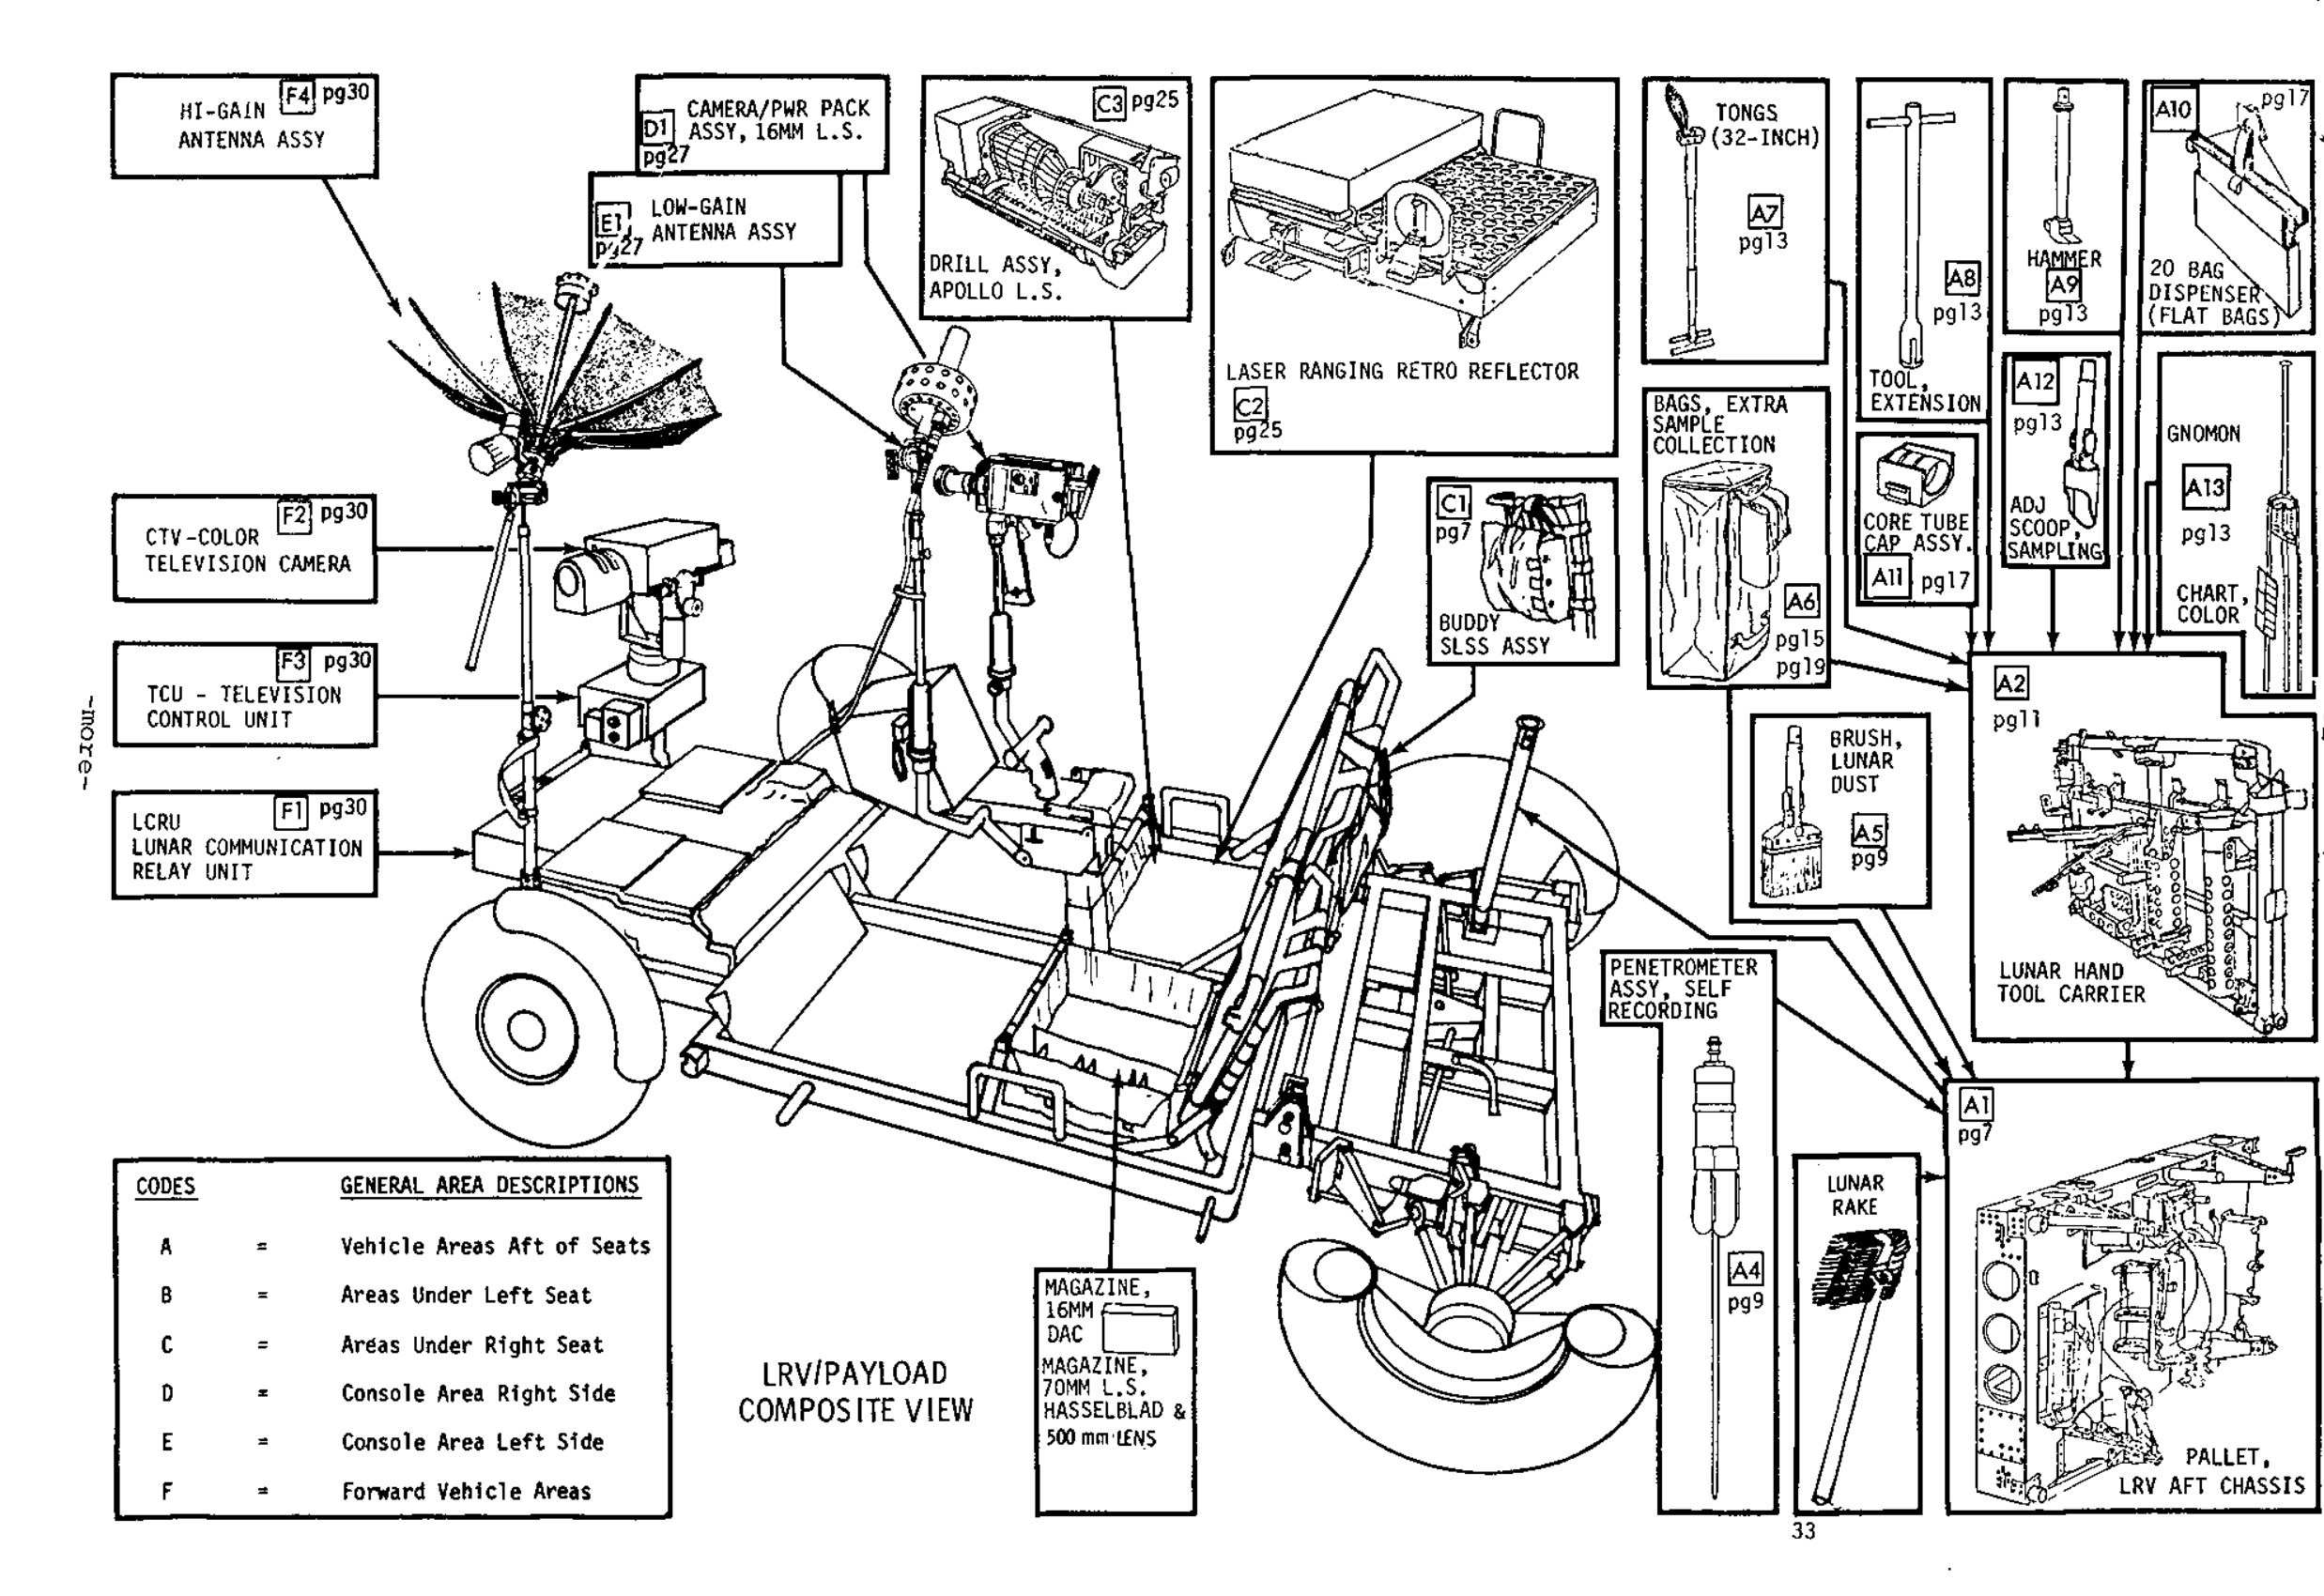 HI-GAIN F4 pg30
ANTENNA ASSY
D1 CAMERA/PWR PACK
ASSY, 16MM L.S.
pg27
E1 LOW-GAIN
ANTENNA ASSY
pg27
C3 pg25
DRILL ASSY,
APOLLO L.S.
LASER RANGING RETRO REFLECTOR
C2
pg25
TONGS
(32-INCH)
A7
pg13
A8
pg13
TOOL,
EXTENSION
HAMMER
A9
pg13
A10 pg17
20 BAG
DISPENSER
(FLAT BAGS)
BAGS, EXTRA
SAMPLE
COLLECTION
A6
pg15
pg19
CORE TUBE
CAP ASSY.
A11 pg17
A12
pg13
ADJ
SCOOP,
SAMPLING
GNOMON
A13
pg13
CHART,
COLOR
C1
pg7
BUDDY
SLSS ASSY
CTV-COLOR F2 pg30
TELEVISION CAMERA
F3 pg30
TCU - TELEVISION
CONTROL UNIT
LCRU F1 pg30
LUNAR COMMUNICATION
RELAY UNIT
-more-
BRUSH,
LUNAR
DUST
A5
pg9
A2
pg11
LUNAR HAND
TOOL CARRIER
PENETROMETER
ASSY, SELF
RECORDING
A4
pg9
LUNAR
RAKE
A1
pg7
PALLET,
LRV AFT CHASSIS
CODES GENERAL AREA DESCRIPTIONS
A = Vehicle Areas Aft of Seats
B = Areas Under Left Seat
C = Areas Under Right Seat
D = Console Area Right Side
E = Console Area Left Side
F = Forward Vehicle Areas
LRV/PAYLOAD
COMPOSITE VIEW
MAGAZINE,
16MM
DAC
MAGAZINE,
70MM L.S.
HASSELBLAD &
500 mm LENS
33